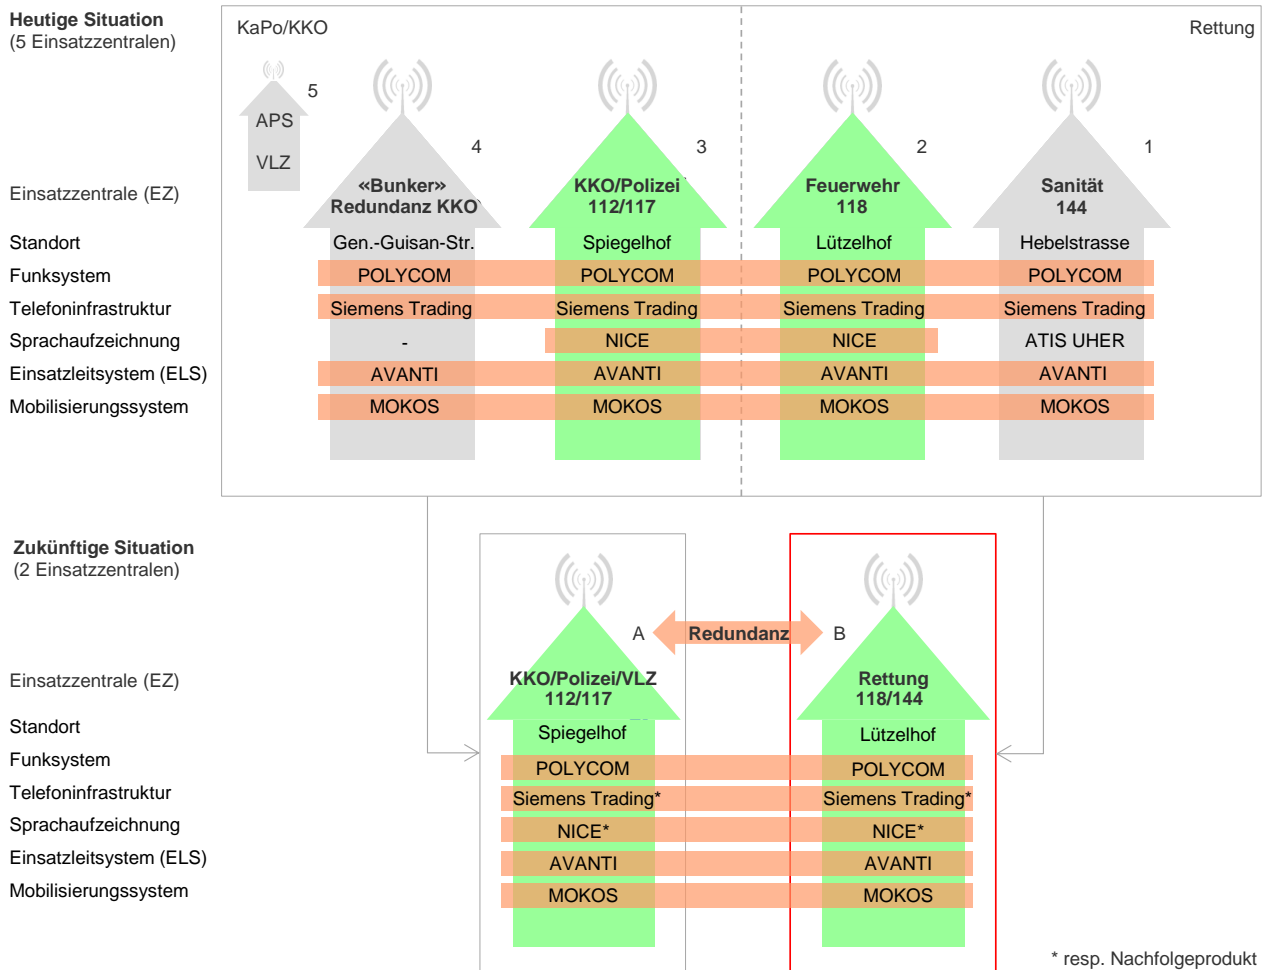 Heutige Situation
(5 Einsatzzentralen)
KaPo/KKO
Rettung
5
APS
VLZ
4
3
2
1
Einsatzzentrale (EZ)
«Bunker»
Redundanz KKO
KKO/Polizei
112/117
Feuerwehr
118
Sanität
144
Standort
Gen.-Guisan-Str.
Spiegelhof
Lützelhof
Hebelstrasse
Funksystem
POLYCOM
POLYCOM
POLYCOM
POLYCOM
Telefoninfrastruktur
Siemens Trading
Siemens Trading
Siemens Trading
Siemens Trading
Sprachaufzeichnung
-
NICE
NICE
ATIS UHER
Einsatzleitsystem (ELS)
AVANTI
AVANTI
AVANTI
AVANTI
Mobilisierungssystem
MOKOS
MOKOS
MOKOS
MOKOS
Zukünftige Situation
(2 Einsatzzentralen)
A
Redundanz
B
Einsatzzentrale (EZ)
KKO/Polizei/VLZ
112/117
Rettung
118/144
Standort
Spiegelhof
Lützelhof
Funksystem
POLYCOM
POLYCOM
Telefoninfrastruktur
Siemens Trading*
Siemens Trading*
Sprachaufzeichnung
NICE*
NICE*
Einsatzleitsystem (ELS)
AVANTI
AVANTI
Mobilisierungssystem
MOKOS
MOKOS
* resp. Nachfolgeprodukt